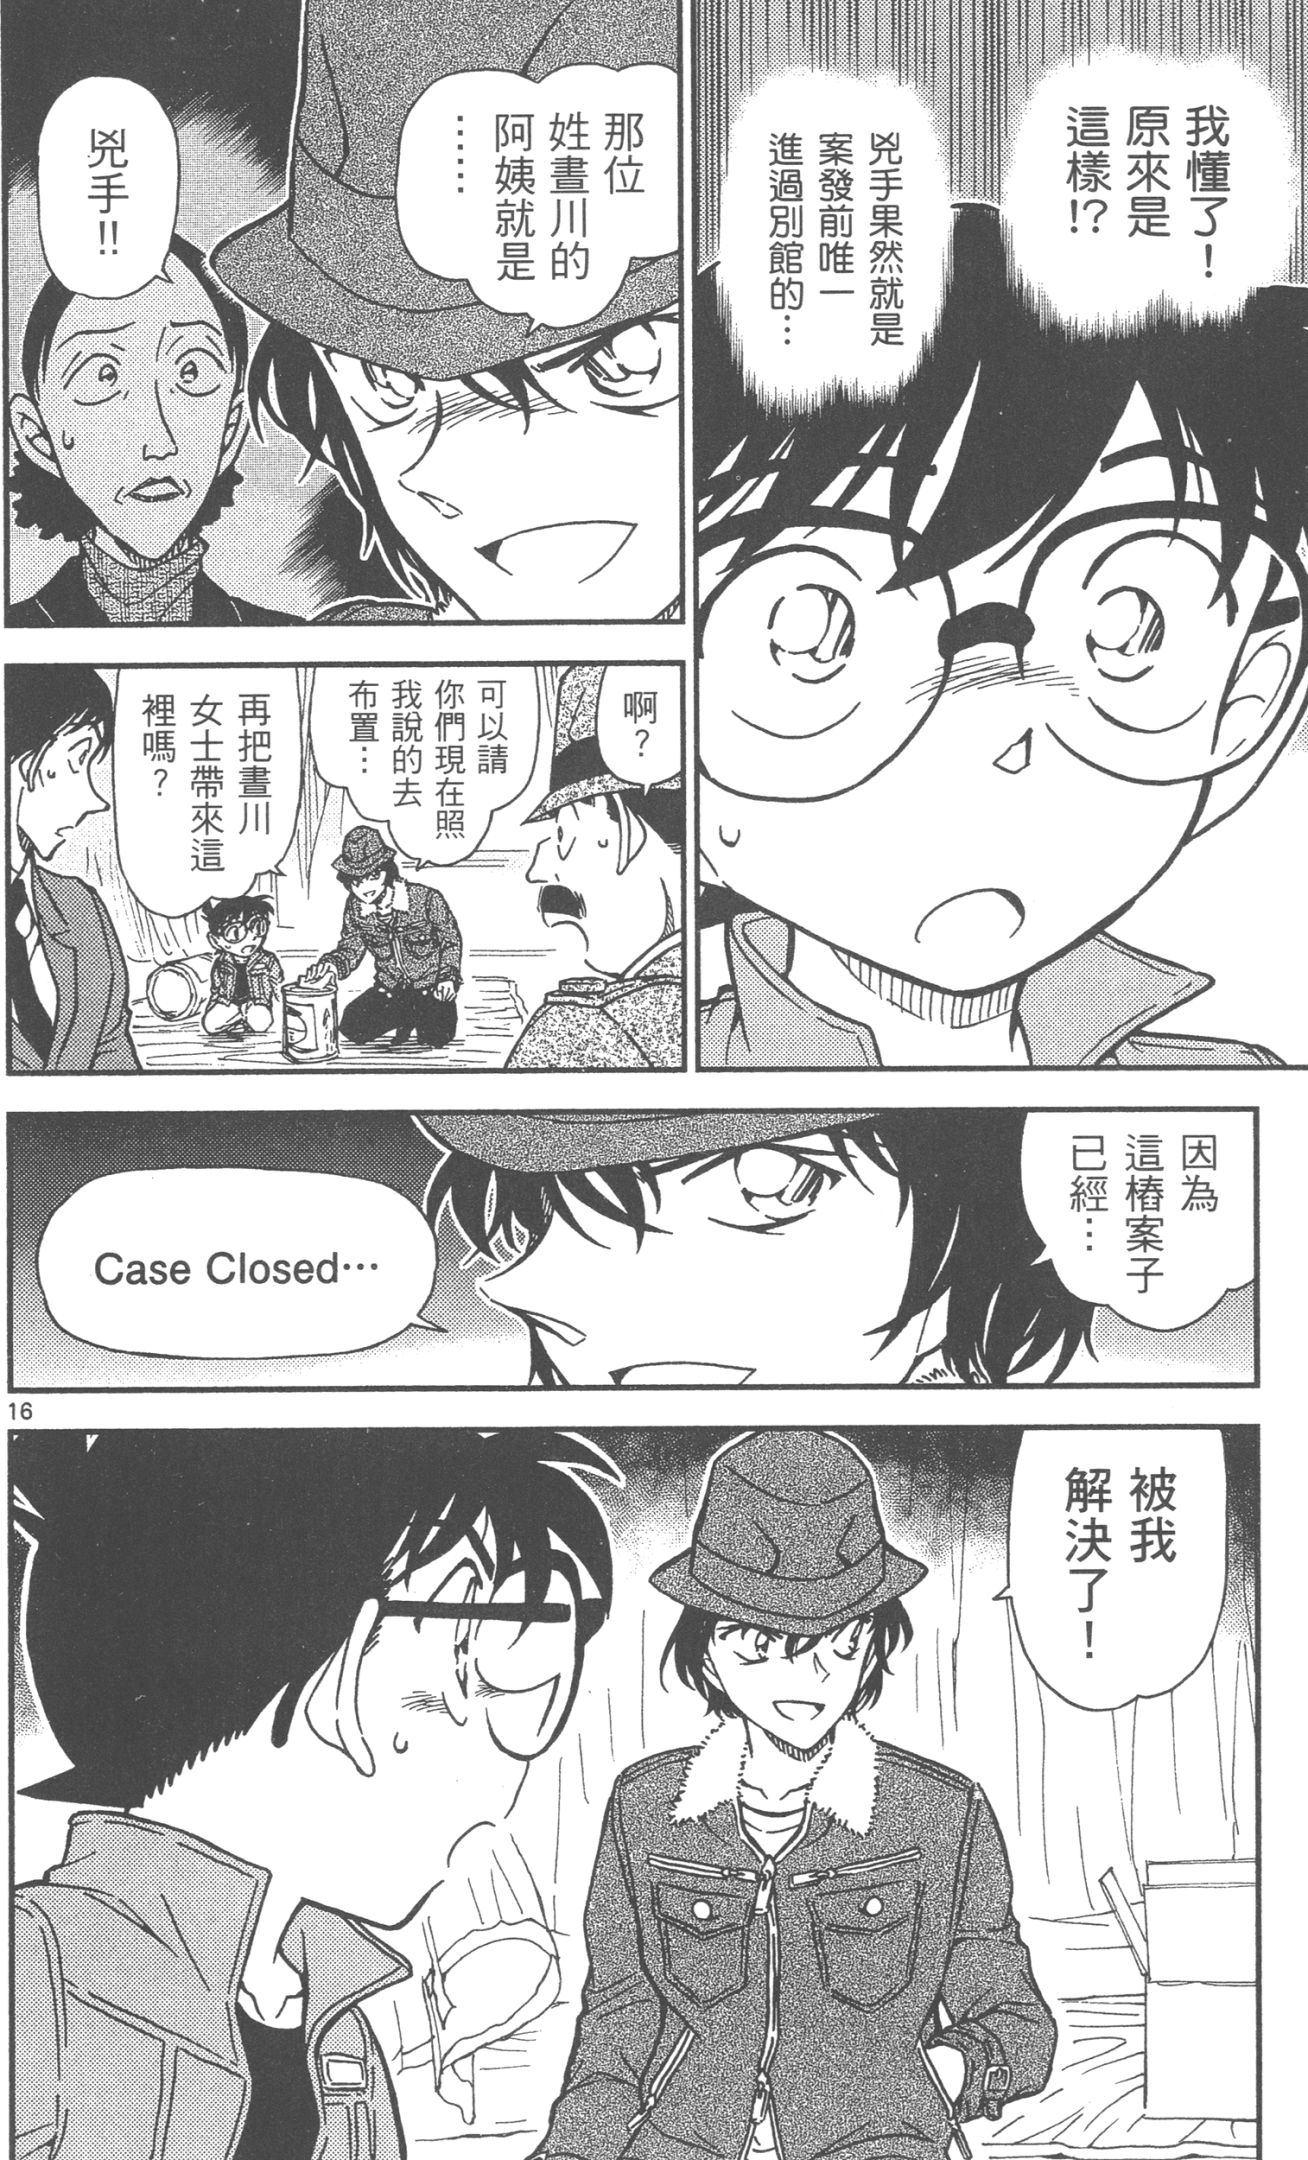 我懂了！
原來是
這樣!?
兇手果然就是
案發前唯一
進過別館的…
那位
姓晝川的
阿姨就是
……
兇手!!
啊？
可以請
你們現在照
我說的去
布置…
再把晝川
女士帶來這
裡嗎？
因為
這樁案子
已經…
Case Closed…
16
被我
解決了！